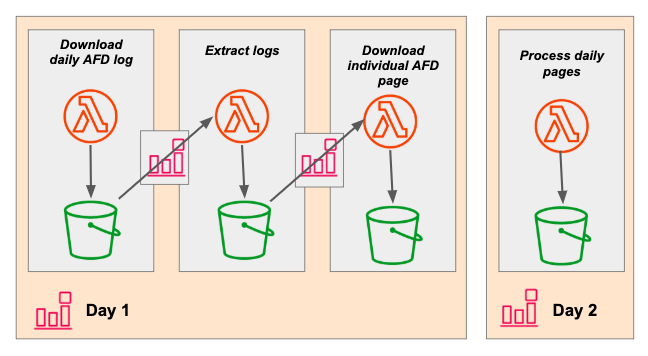 Download
daily AFD log
Extract logs
Download
individual AFD
page
Process daily
pages
Day 1
Day 2